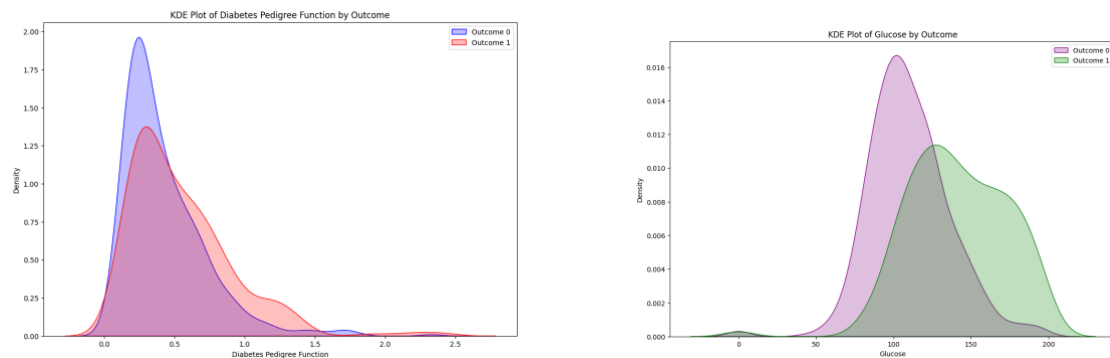 KDE Plot of Diabetes Pedigree Function by Outcome
Outcome 0
Outcome 1
2.00
1.75
1.50
1.25
1.00
0.75
0.50
0.25
0.00
Density
0.0 0.5 1.0 1.5 2.0 2.5
Diabetes Pedigree Function
KDE Plot of Glucose by Outcome
Outcome 0
Outcome 1
0.016
0.014
0.012
0.010
0.008
0.006
0.004
0.002
0.000
Density
0 50 100 150 200
Glucose